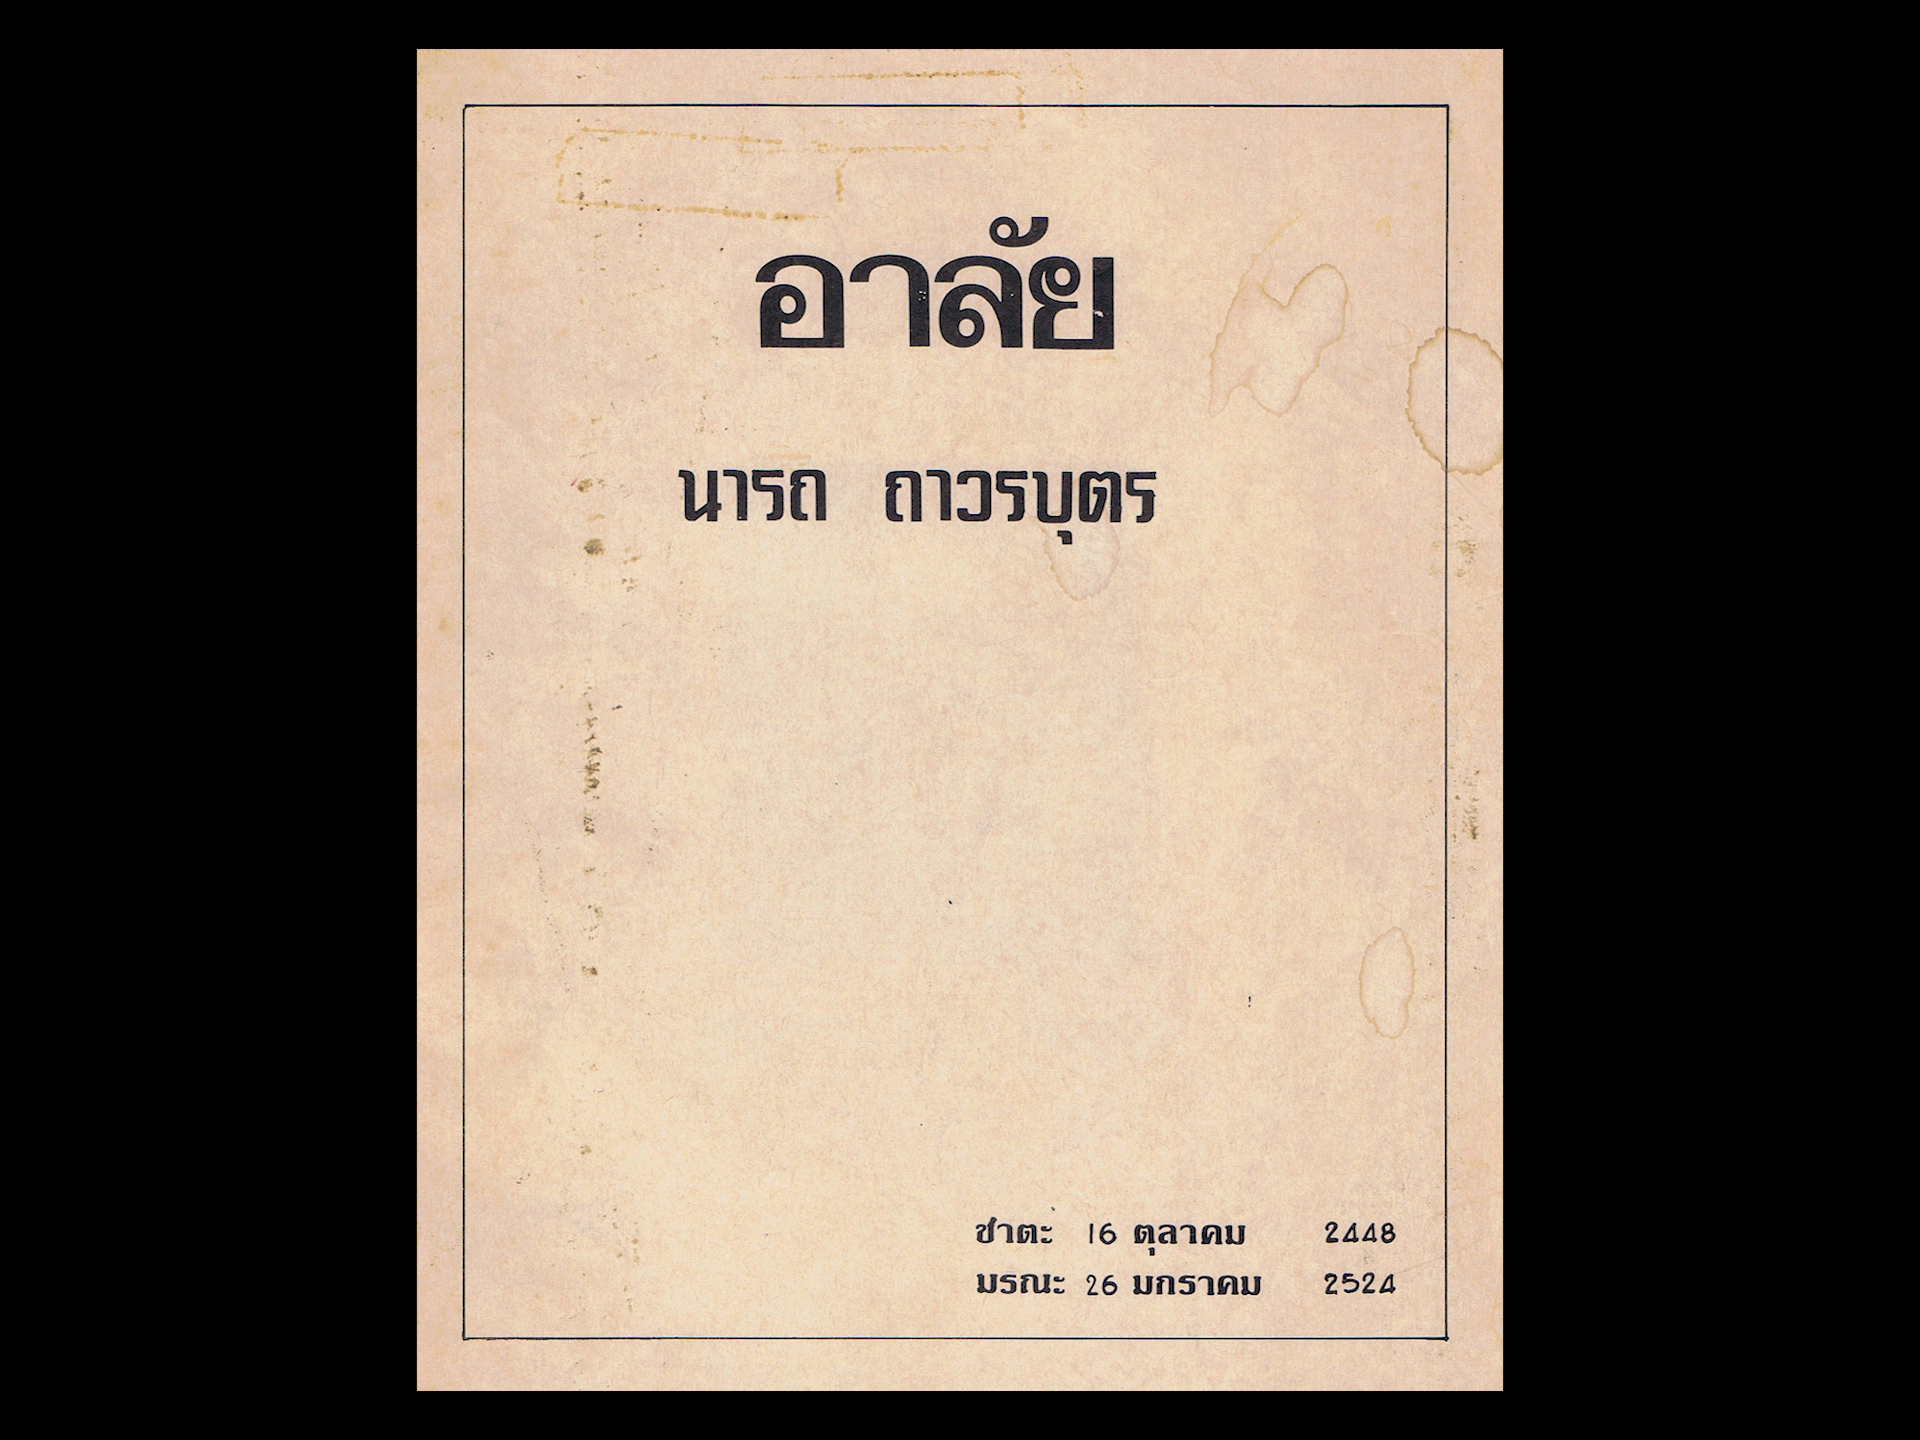 อาลัย
นารถ ถาวรบุตร
ชาตะ 16 ตุลาคม 2448
มรณะ 26 มกราคม 2524